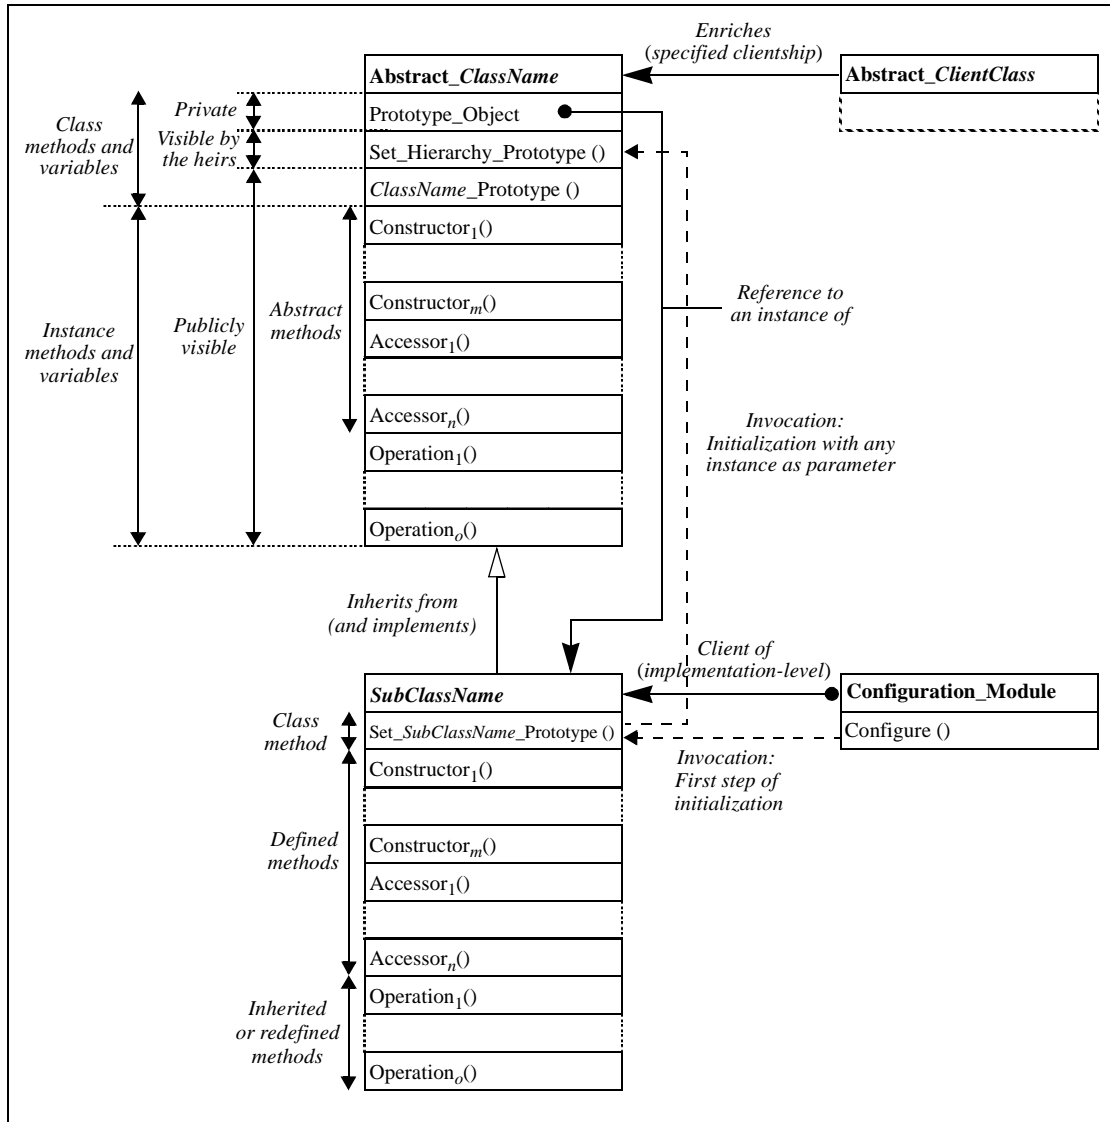 Enriches
(specified clientship)
Abstract_ClassName
Abstract_ClientClass
Private
Prototype_Object
Class
methods and
variables
Visible by
the heirs
Set_Hierarchy_Prototype ()
ClassName_Prototype ()
Constructor1()
Instance
methods and
variables
Publicly
visible
Abstract
methods
Constructorm()
Accessor1()
Reference to
an instance of
Accessorn()
Operation1()
Invocation:
Initialization with any
instance as parameter
Operationo()
Inherits from
(and implements)
Client of
(implementation-level)
SubClassName
Configuration_Module
Class
method
Set_SubClassName_Prototype ()
Configure ()
Constructor1()
Invocation:
First step of
initialization
Defined
methods
Constructorm()
Accessor1()
Accessorn()
Inherited
or redefined
methods
Operation1()
Operationo()